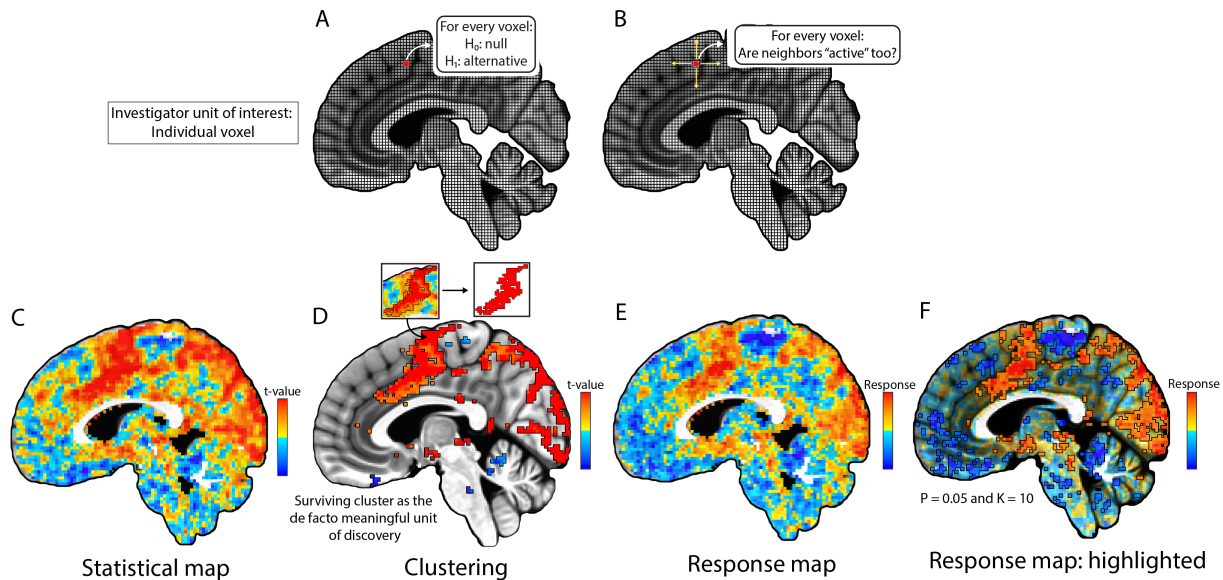 A
For every voxel:
H₀: null
H₁: alternative
B
For every voxel:
Are neighbors "active" too?
Investigator unit of interest:
Individual voxel
C
t-value
Statistical map
D
t-value
Surviving cluster as the
de facto meaningful unit
of discovery
Clustering
E
Response
Response map
F
Response
P = 0.05 and K = 10
Response map: highlighted